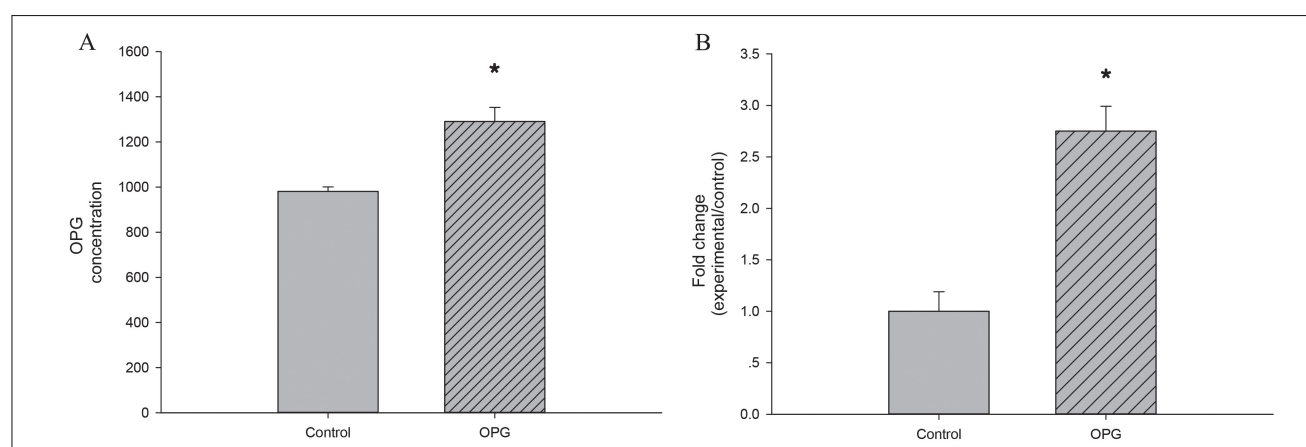 A
1600
1400
1200
1000
800
600
400
200
0
OPG
concentration
*
Control
OPG
B
3.5
3.0
2.5
2.0
1.5
1.0
.5
0.0
Fold change
(experimental/control)
*
Control
OPG